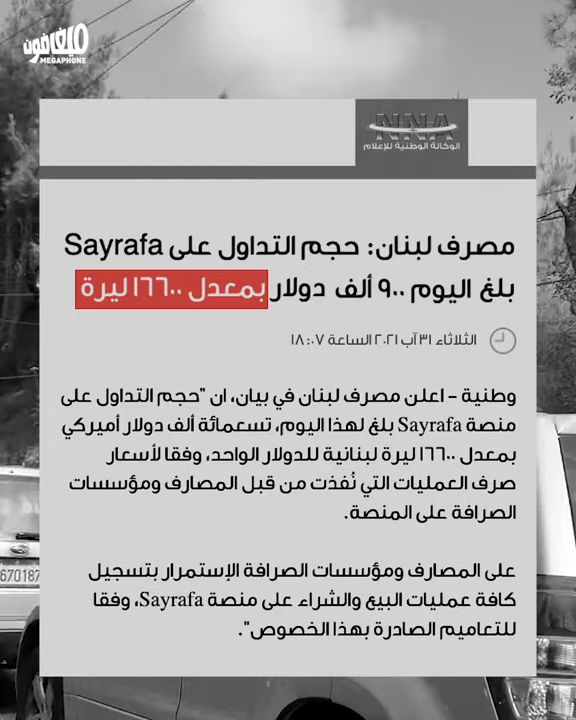 ميغافون
MEGAPHONE
NNA
الوكالة الوطنية للإعلام
مصرف لبنان: حجم التداول على Sayrafa
بلغ اليوم ٩٠٠ ألف دولار بمعدل ١٦٦٠٠ ليرة
الثلاثاء ٣١ آب ٢٠٢١ الساعة ١٨:٠٧
وطنية - اعلن مصرف لبنان في بيان، ان "حجم التداول على
منصة Sayrafa بلغ لهذا اليوم، تسعمائة ألف دولار أميركي
بمعدل ١٦٦٠٠ ليرة لبنانية للدولار الواحد، وفقا لأسعار
صرف العمليات التي نُفذت من قبل المصارف ومؤسسات
الصرافة على المنصة.
على المصارف ومؤسسات الصرافة الإستمرار بتسجيل
كافة عمليات البيع والشراء على منصة Sayrafa، وفقا
للتعاميم الصادرة بهذا الخصوص".
670187